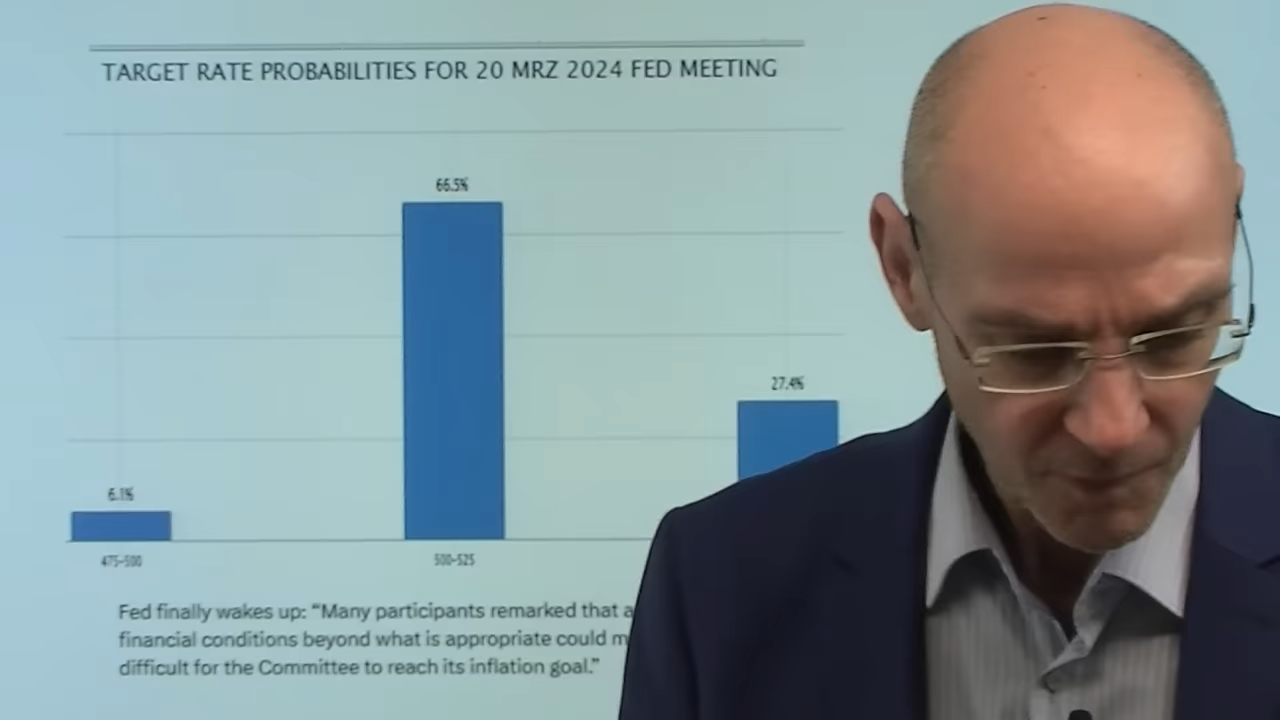 TARGET RATE PROBABILITIES FOR 20 MRZ 2024 FED MEETING
66.5%
27.4%
6.1%
475-500
500-525
Fed finally wakes up: “Many participants remarked that a
financial conditions beyond what is appropriate could m
difficult for the Committee to reach its inflation goal.”